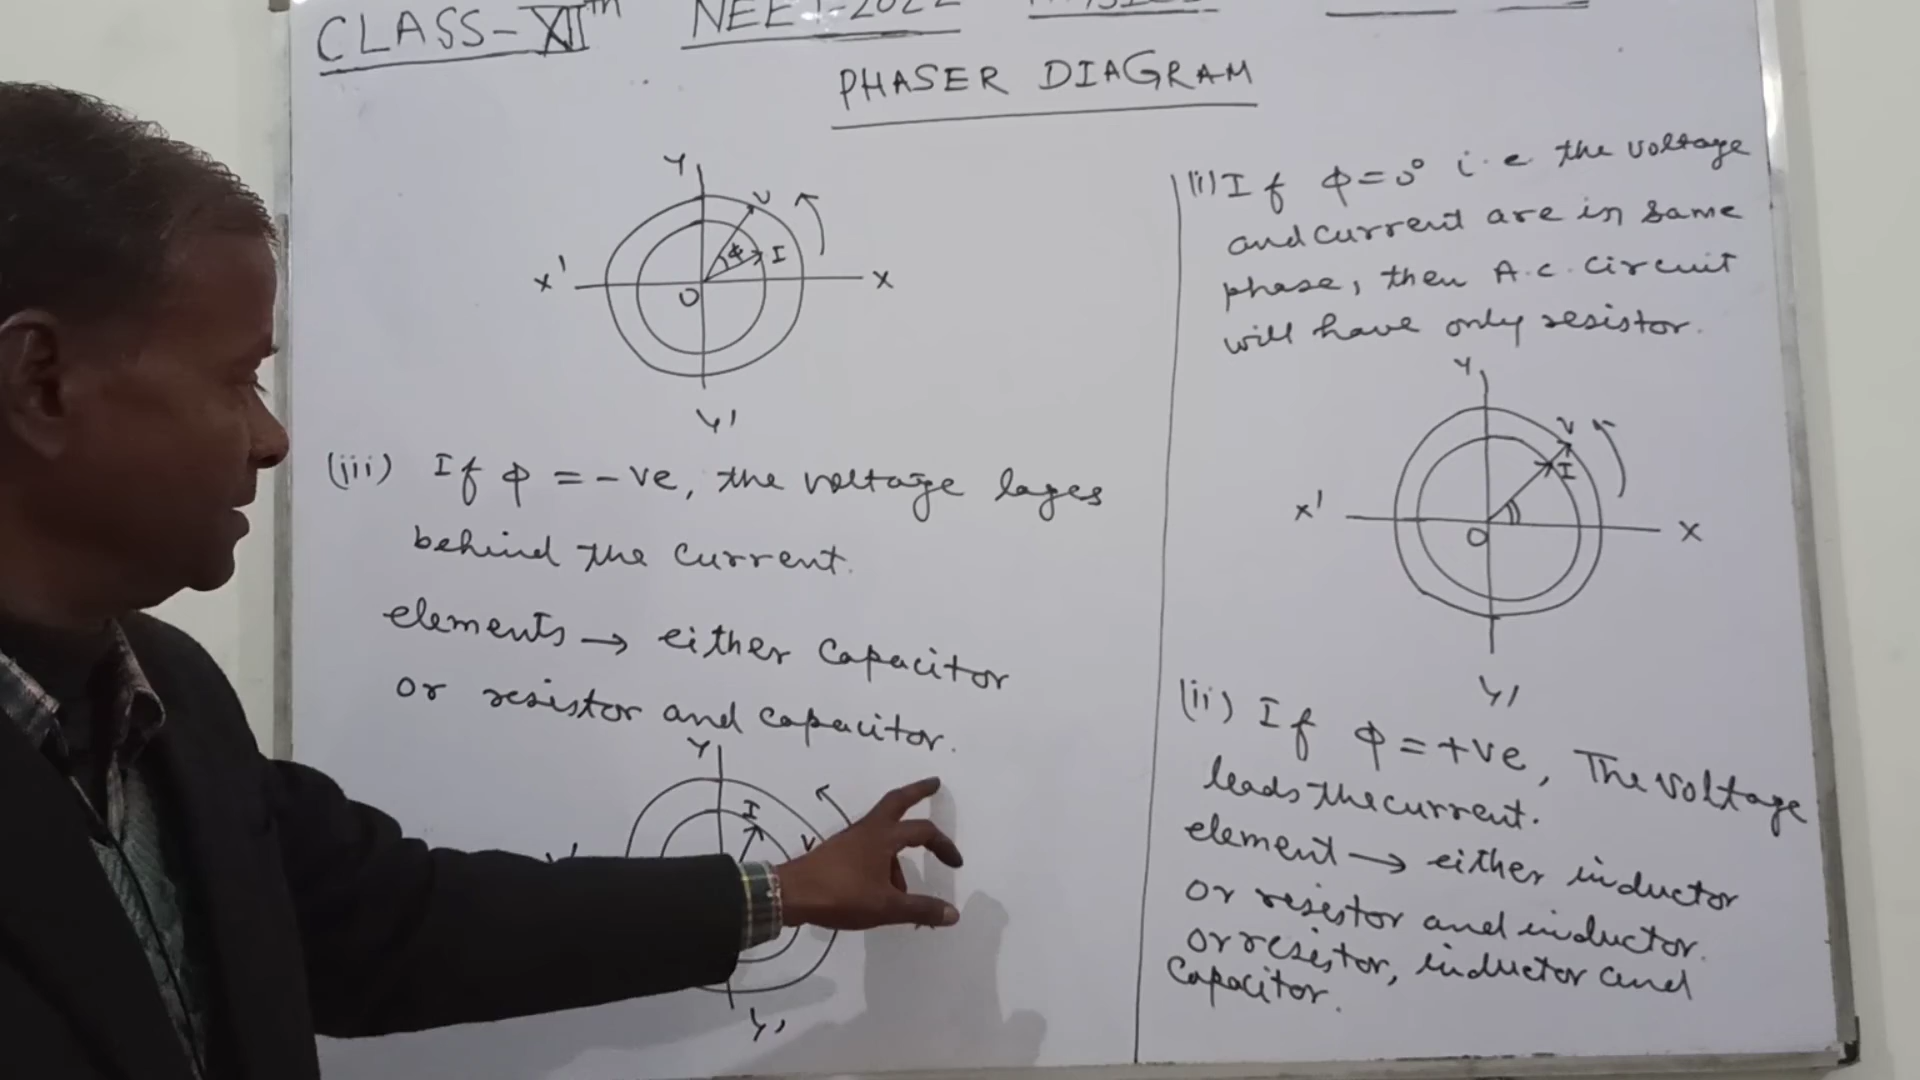 CLASS-XIIth NEET-2022
PHASER DIAGRAM
Y
V
Φ
I
X'
X
O
Y'
(iii) If Φ = -ve, the voltage lages
behind the current.
elements → either Capacitor
or resistor and capacitor.
Y
I
V
Y'
(i) If Φ=0° i.e the voltage
and current are in same
phase, then A.C. Circuit
will have only resistor.
Y
V
I
X'
X
O
Y'
(ii) If Φ = +ve, The voltage
leads the current.
element → either inductor
or resistor and inductor.
or resistor, inductor and
capacitor.